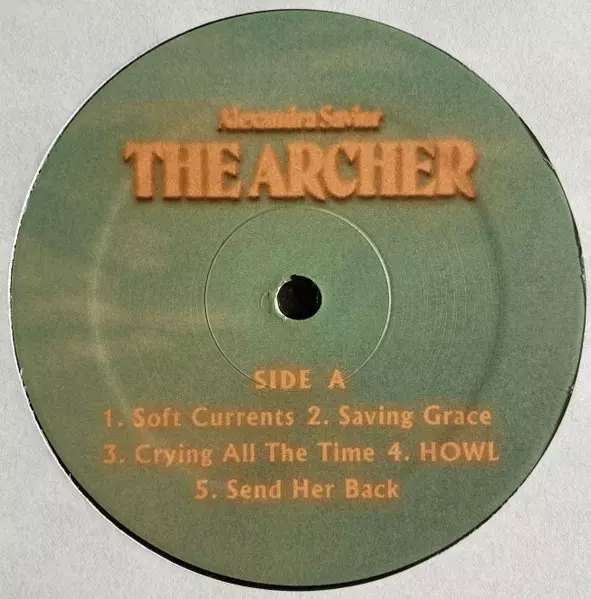 Alexandra Savior
THE ARCHER
SIDE A
1. Soft Currents 2. Saving Grace
3. Crying All The Time 4. HOWL
5. Send Her Back